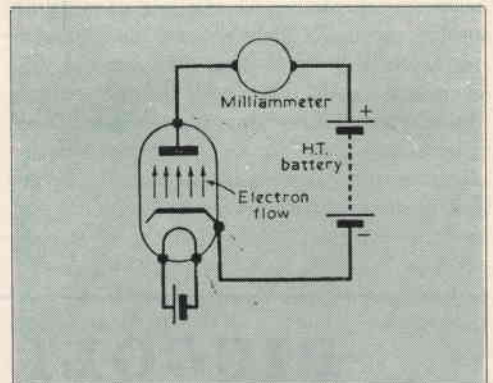 Milliammeter
+
H.T.
battery
Electron
flow
−